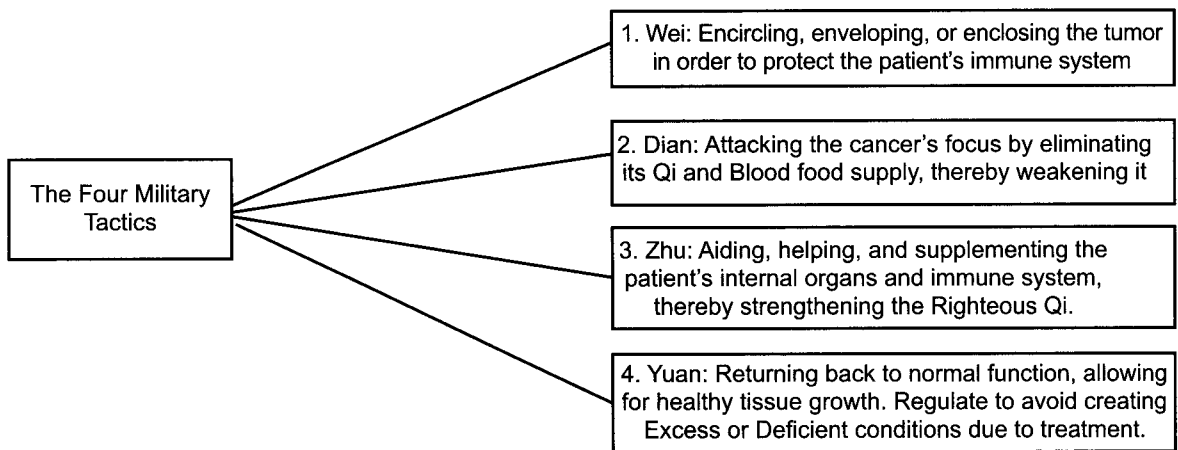 The Four Military
Tactics
1. Wei: Encircling, enveloping, or enclosing the tumor
in order to protect the patient's immune system
2. Dian: Attacking the cancer's focus by eliminating
its Qi and Blood food supply, thereby weakening it
3. Zhu: Aiding, helping, and supplementing the
patient's internal organs and immune system,
thereby strengthening the Righteous Qi.
4. Yuan: Returning back to normal function, allowing
for healthy tissue growth. Regulate to avoid creating
Excess or Deficient conditions due to treatment.